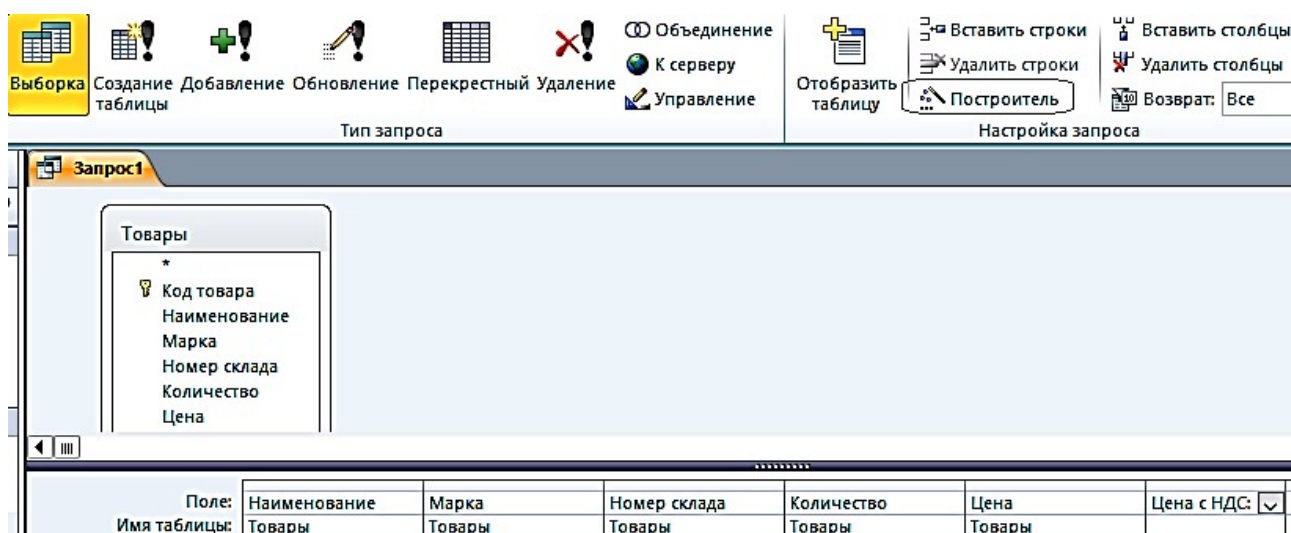 Выборка
Создание таблицы
Добавление
Обновление
Перекрестный
Удаление
Объединение
К серверу
Управление
Тип запроса
Отобразить таблицу
Вставить строки
Удалить строки
Построитель
Вставить столбцы
Удалить столбцы
Возврат: Все
Настройка запроса
Запрос1
Товары
*
Код товара
Наименование
Марка
Номер склада
Количество
Цена
Поле: Наименование Марка Номер склада Количество Цена Цена с НДС:
Имя таблицы: Товары Товары Товары Товары Товары